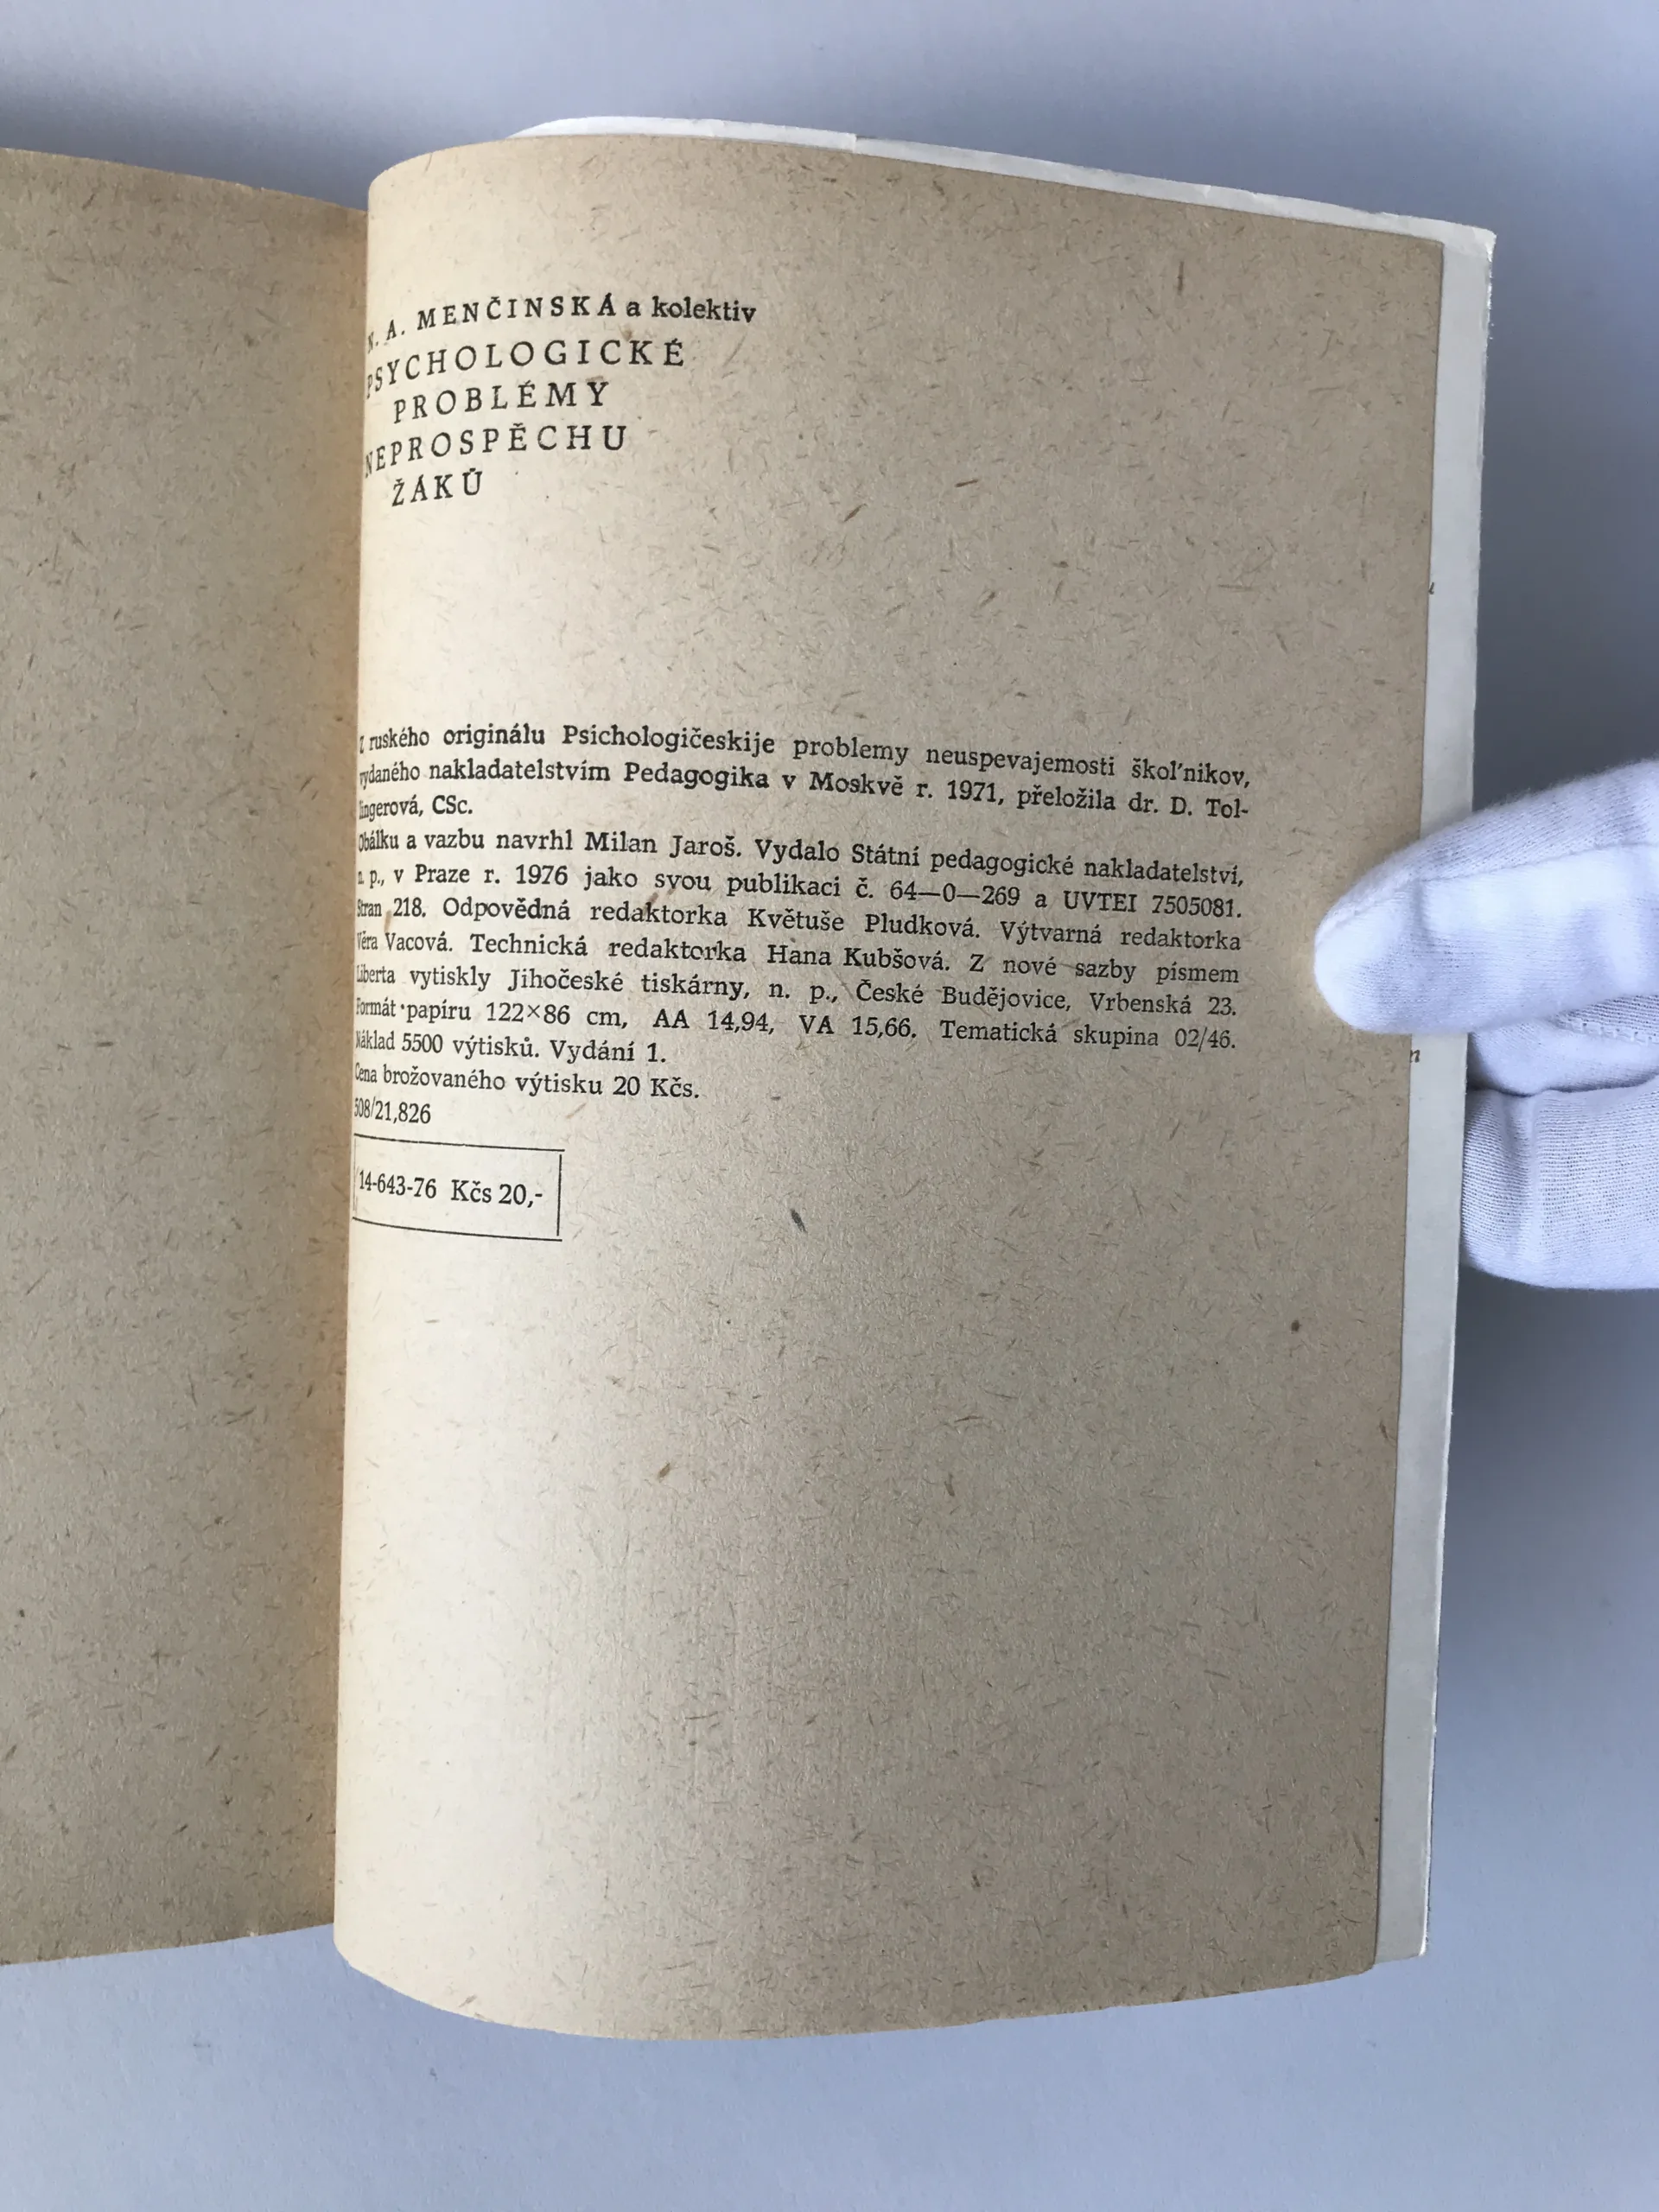 N. A. MENČINSKÁ a kolektiv
PSYCHOLOGICKÉ
PROBLÉMY
NEPROSPĚCHU
ŽÁKŮ
Z ruského originálu Psichologičeskije problemy neuspevajemosti škoľnikov,
vydaného nakladatelstvím Pedagogika v Moskvě r. 1971, přeložila dr. D. Tol-
lingerová, CSc.
Obálku a vazbu navrhl Milan Jaroš. Vydalo Státní pedagogické nakladatelství,
n. p., v Praze r. 1976 jako svou publikaci č. 64—0—269 a UVTEI 7505081.
Stran 218. Odpovědná redaktorka Květuše Pludková. Výtvarná redaktorka
Věra Vacová. Technická redaktorka Hana Kubšová. Z nové sazby písmem
Liberta vytiskly Jihočeské tiskárny, n. p., České Budějovice, Vrbenská 23.
Formát papíru 122×86 cm, AA 14,94, VA 15,66. Tematická skupina 02/46.
Náklad 5500 výtisků. Vydání 1.
Cena brožovaného výtisku 20 Kčs.
508/21,826
14-643-76 Kčs 20,-